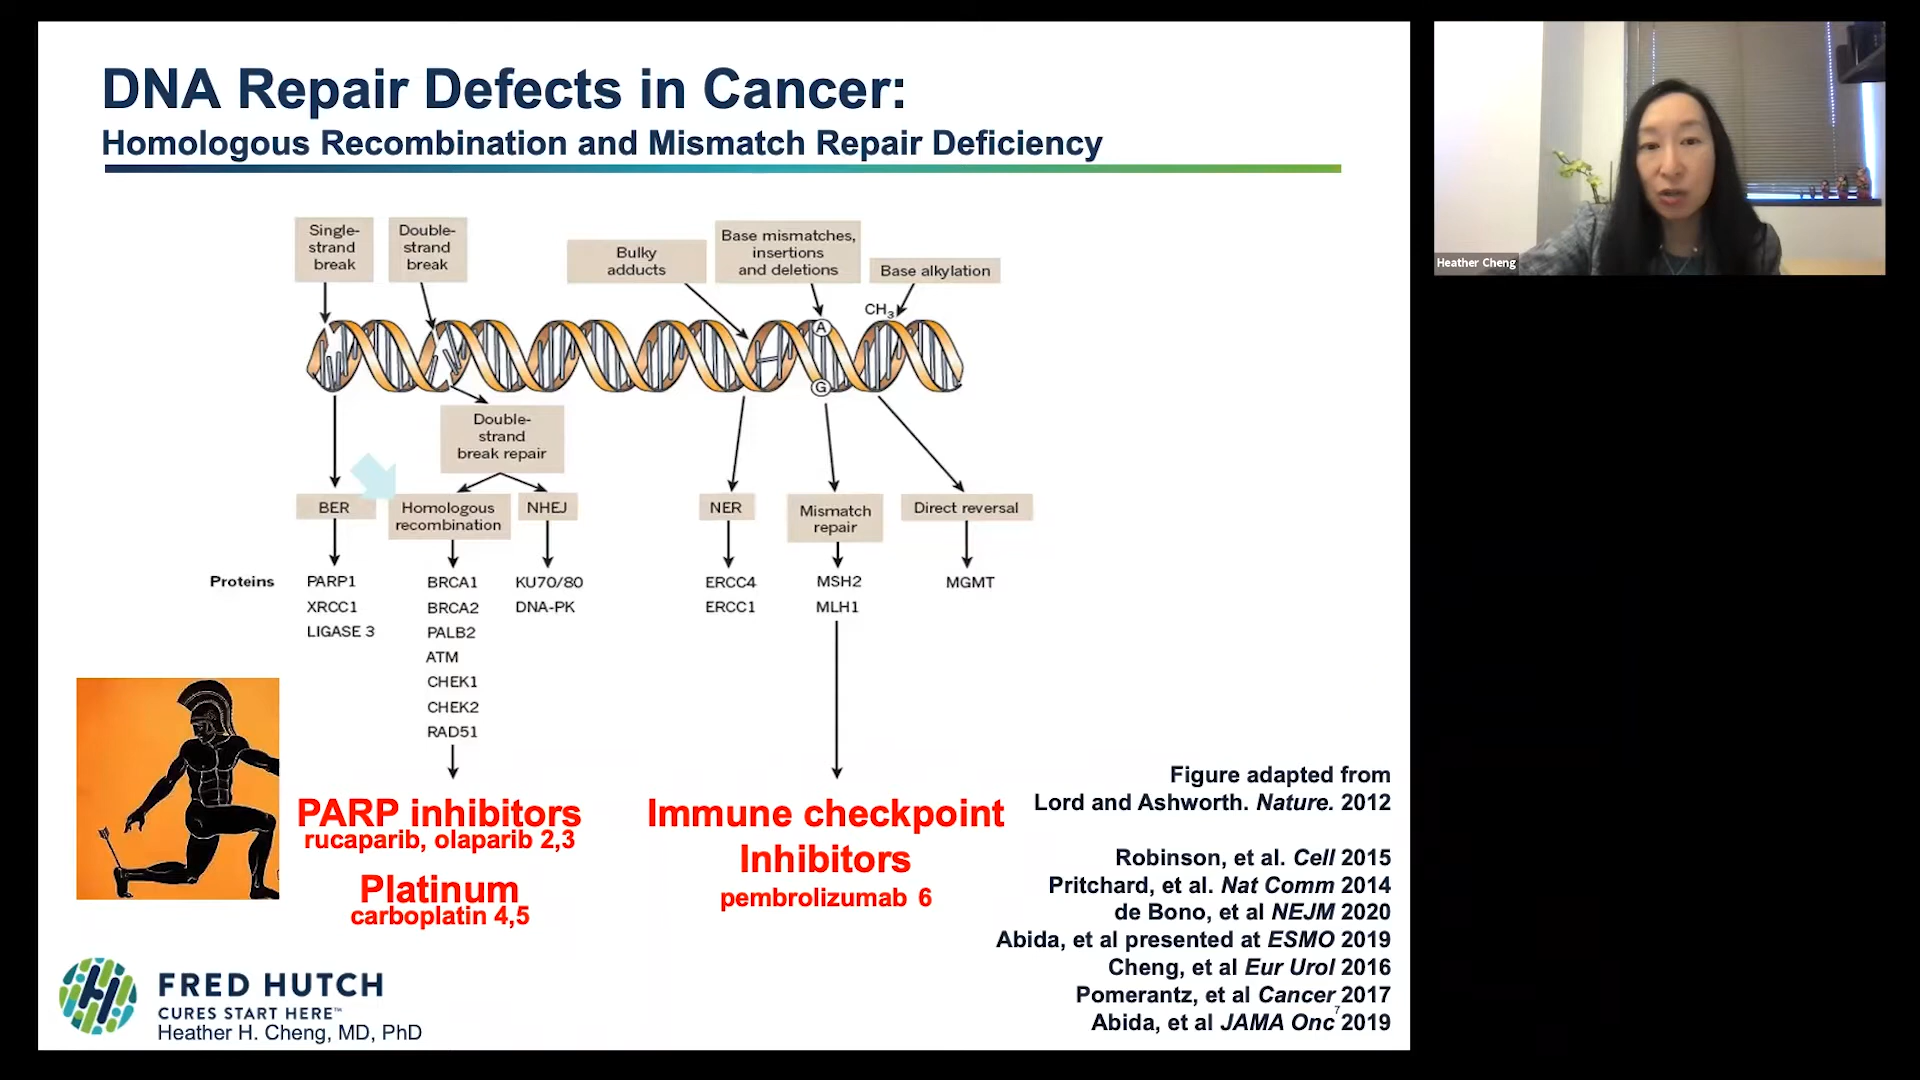 DNA Repair Defects in Cancer:
Homologous Recombination and Mismatch Repair Deficiency
Single-
strand
break
Double-
strand
break
Bulky
adducts
Base mismatches,
insertions
and deletions
Base alkylation
CH3
A
G
Double-
strand
break repair
BER
Homologous
recombination
NHEJ
NER
Mismatch
repair
Direct reversal
Proteins
PARP1
XRCC1
LIGASE 3
BRCA1
BRCA2
PALB2
ATM
CHEK1
CHEK2
RAD51
KU70/80
DNA-PK
ERCC4
ERCC1
MSH2
MLH1
MGMT
PARP inhibitors
rucaparib, olaparib 2,3
Platinum
carboplatin 4,5
Immune checkpoint
Inhibitors
pembrolizumab 6
Figure adapted from
Lord and Ashworth. Nature. 2012
Robinson, et al. Cell 2015
Pritchard, et al. Nat Comm 2014
de Bono, et al NEJM 2020
Abida, et al presented at ESMO 2019
Cheng, et al Eur Urol 2016
Pomerantz, et al Cancer 2017
Abida, et al JAMA Onc 2019
7
FRED HUTCH
CURES START HERE™
Heather H. Cheng, MD, PhD
Heather Cheng